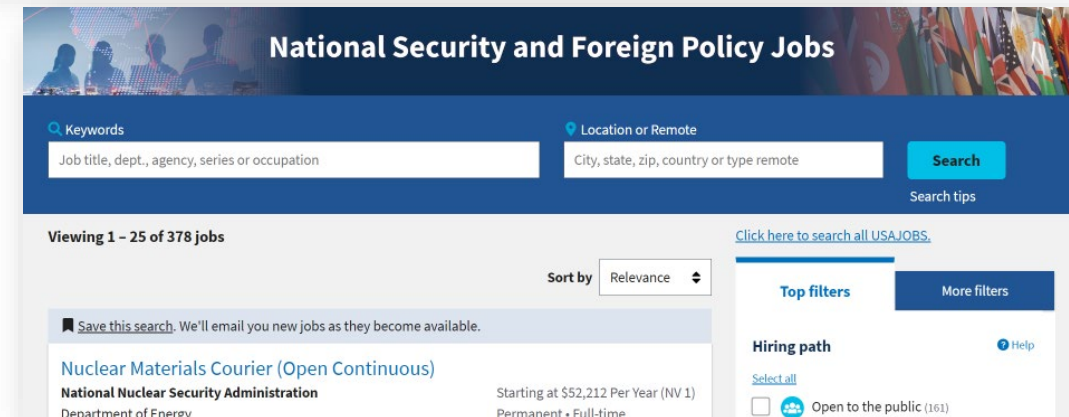 National Security and Foreign Policy Jobs
Keywords
Location or Remote
Job title, dept., agency, series or occupation
City, state, zip, country or type remote
Search
Search tips
Viewing 1 – 25 of 378 jobs
Click here to search all USAJOBS.
Sort by
Relevance
Top filters
More filters
Save this search. We'll email you new jobs as they become available.
Hiring path
Help
Nuclear Materials Courier (Open Continuous)
Select all
National Nuclear Security Administration
Starting at $52,212 Per Year (NV 1)
Open to the public (161)
Department of Energy
Permanent • Full-time